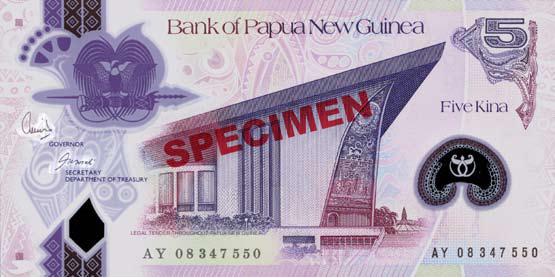 Bank of Papua New Guinea
5
Five Kina
SPECIMEN
GOVERNOR
SECRETARY
DEPARTMENT OF TREASURY
LEGAL TENDER THROUGHOUT PAPUA NEW GUINEA
AY 08347550
AY 08347550